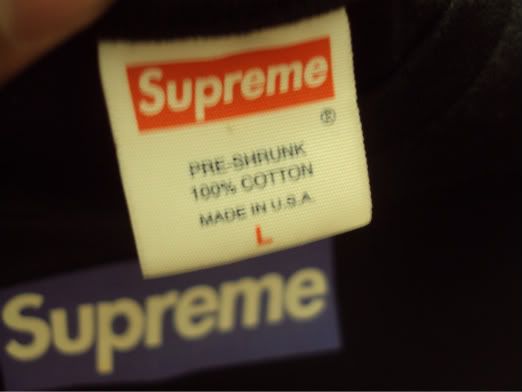 Supreme
®
PRE-SHRUNK
100% COTTON
MADE IN U.S.A.
L
Supreme